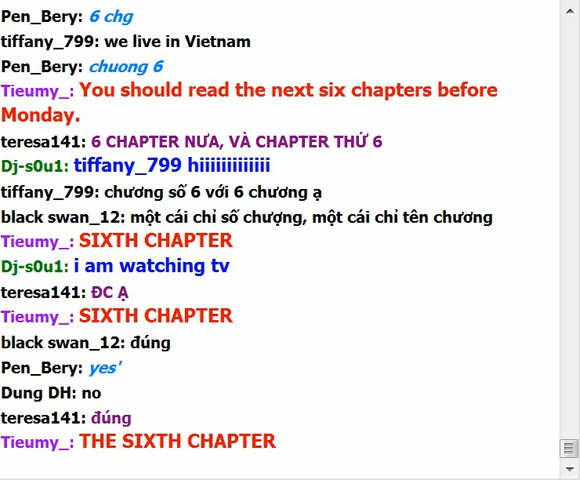 Pen_Bery: 6 chg
tiffany_799: we live in Vietnam
Pen_Bery: chuong 6
Tieumy_: You should read the next six chapters before
Monday.
teresa141: 6 CHAPTER NƯA, VÀ CHAPTER THỨ 6
Dj-s0u1: tiffany_799 hiiiiiiiiiiiii
tiffany_799: chương số 6 với 6 chương ạ
black swan_12: một cái chỉ số chượng, một cái chỉ tên chương
Tieumy_: SIXTH CHAPTER
Dj-s0u1: i am watching tv
teresa141: ĐC Ạ
Tieumy_: SIXTH CHAPTER
black swan_12: đúng
Pen_Bery: yes'
Dung DH: no
teresa141: đúng
Tieumy_: THE SIXTH CHAPTER